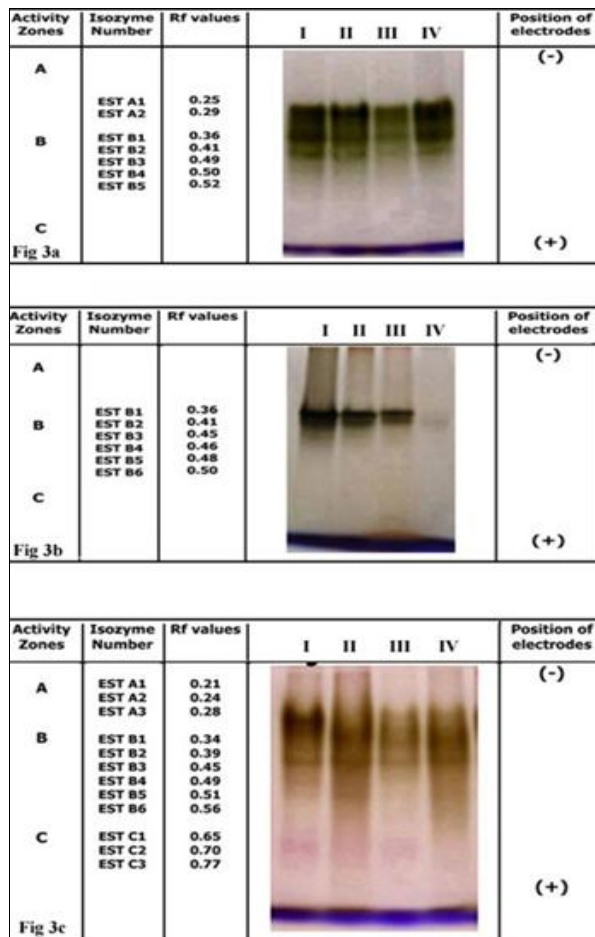 Activity Zones Isozyme Number Rf values I II III IV Position of electrodes
A (-)
EST A1 0.25
EST A2 0.29
B EST B1 0.36
EST B2 0.41
EST B3 0.49
EST B4 0.50
EST B5 0.52
C
Fig 3a (+)
Activity Zones Isozyme Number Rf values I II III IV Position of electrodes
A (-)
EST B1 0.36
B EST B2 0.41
EST B3 0.45
EST B4 0.46
EST B5 0.48
EST B6 0.50
C
Fig 3b (+)
Activity Zones Isozyme Number Rf values I II III IV Position of electrodes
A EST A1 0.21 (-)
EST A2 0.24
EST A3 0.28
B EST B1 0.34
EST B2 0.39
EST B3 0.45
EST B4 0.49
EST B5 0.51
EST B6 0.56
C EST C1 0.65
EST C2 0.70
EST C3 0.77
(+)
Fig 3c